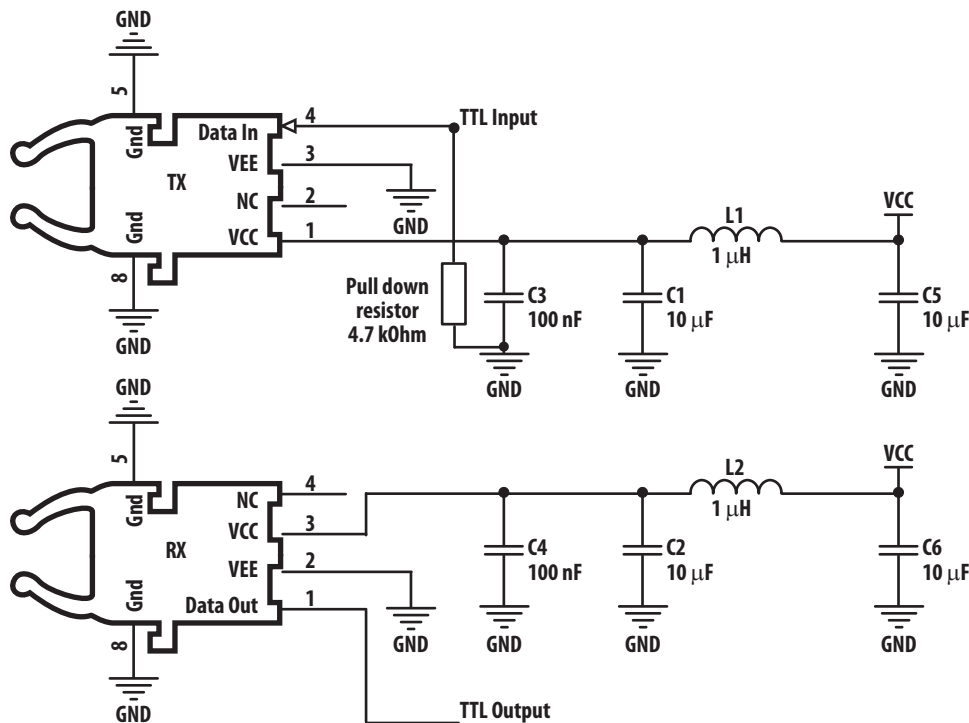 GND
5
Gnd
Data In
4
TTL Input
VEE
3
TX
NC
2
GND
VCC
1
L1
1 μH
VCC
Gnd
8
GND
Pull down
resistor
4.7 kOhm
C3
100 nF
GND
C1
10 μF
GND
C5
10 μF
GND
GND
5
Gnd
NC
4
VCC
3
RX
VEE
2
GND
Data Out
1
L2
1 μH
VCC
Gnd
8
GND
C4
100 nF
GND
C2
10 μF
GND
C6
10 μF
GND
TTL Output